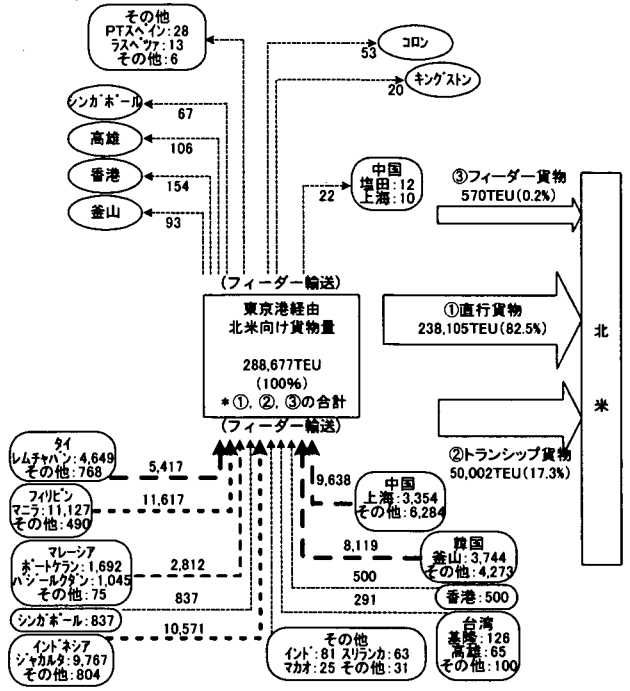 その他
PTスペイン:28
ラスペツァ:13
その他:6
53
コロン
20
キングストン
シンガポール
67
高雄
106
香港
154
釜山
93
中国
塩田:12
上海:10
22
③フィーダー貨物
570TEU(0.2%)
(フィーダー輸送)
東京港経由
北米向け貨物量
288,677TEU
(100%)
*①, ②, ③の合計
(フィーダー輸送)
①直行貨物
238,105TEU(82.5%)
②トランシップ貨物
50,002TEU(17.3%)
北
米
タイ
レムチャバン:4,649
その他:768
5,417
フィリピン
マニラ:11,127
その他:490
11,617
マレーシア
ポートケラン:1,692
パシールグダン:1,045
その他:75
2,812
シンガポール:837
837
インドネシア
ジャカルタ:9,767
その他:804
10,571
9,638
中国
上海:3,354
その他:6,284
8,119
韓国
釜山:3,744
その他:4,273
500
香港:500
291
台湾
基隆:126
高雄:65
その他:100
その他
インド:81 スリランカ:63
マカオ:25 その他:31